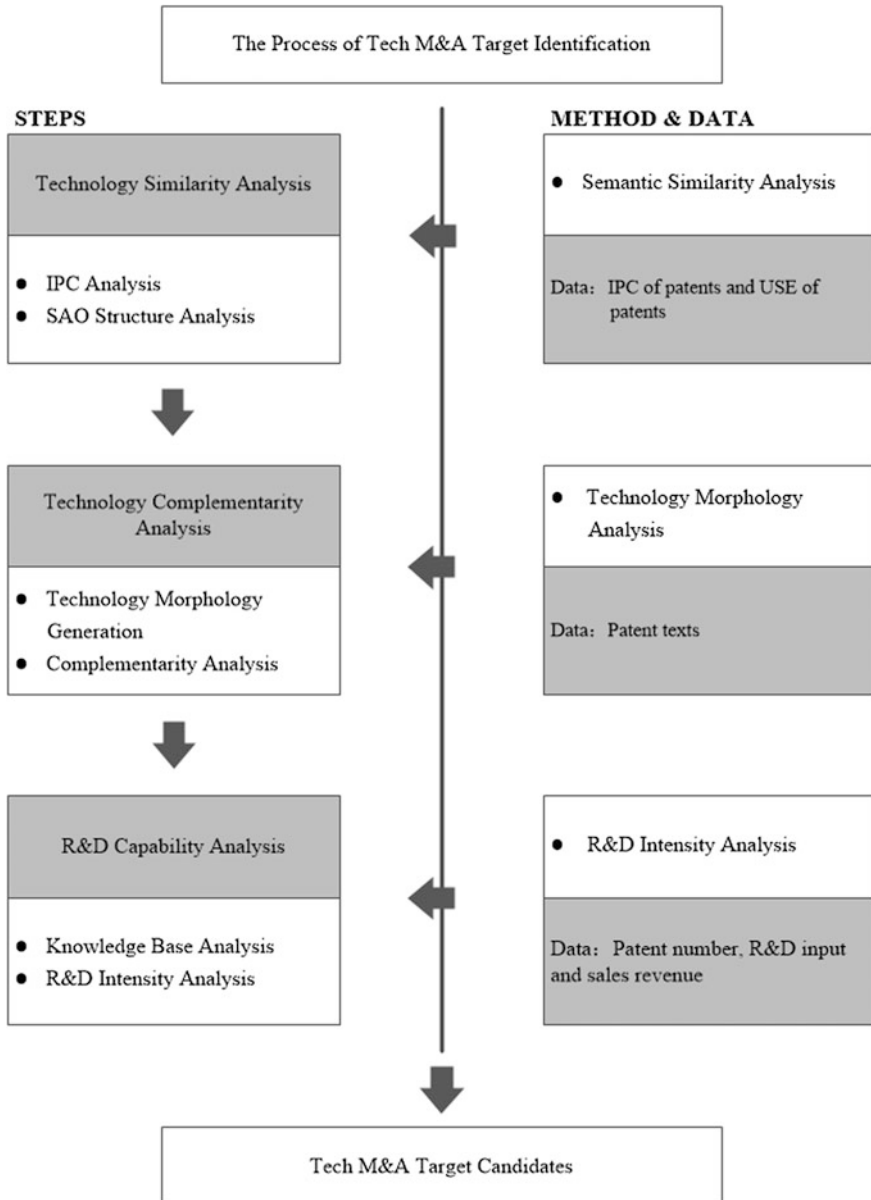 The Process of Tech M&A Target Identification
STEPS
METHOD & DATA
Technology Similarity Analysis
● IPC Analysis
● SAO Structure Analysis
● Semantic Similarity Analysis
Data：IPC of patents and USE of
patents
Technology Complementarity
Analysis
● Technology Morphology
Generation
● Complementarity Analysis
● Technology Morphology
Analysis
Data：Patent texts
R&D Capability Analysis
● Knowledge Base Analysis
● R&D Intensity Analysis
● R&D Intensity Analysis
Data：Patent number, R&D input
and sales revenue
Tech M&A Target Candidates